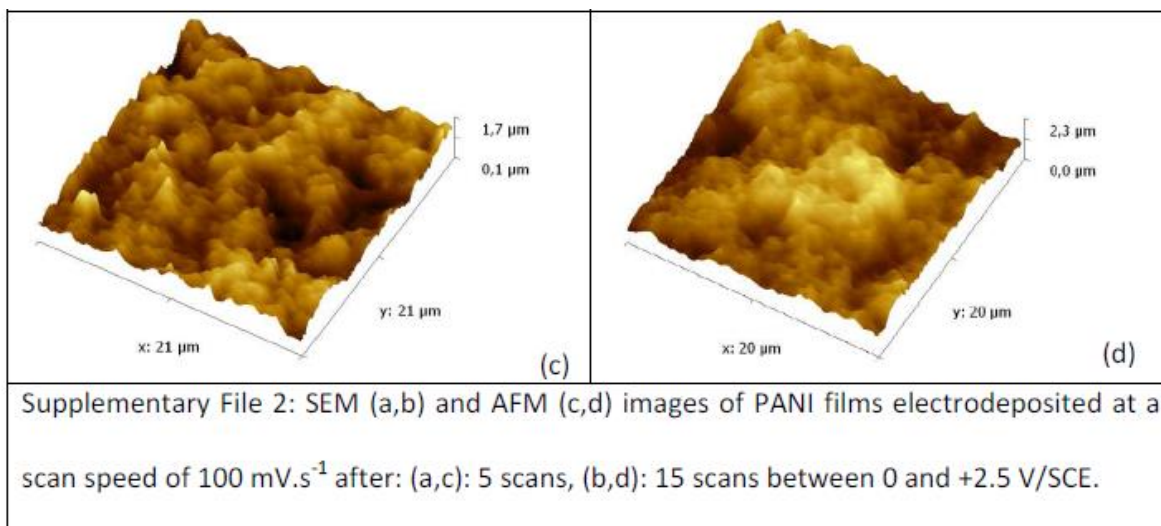 1,7 µm
0,1 µm
y: 21 µm
x: 21 µm
(c)
2,3 µm
0,0 µm
y: 20 µm
x: 20 µm
(d)
Supplementary File 2: SEM (a,b) and AFM (c,d) images of PANI films electrodeposited at a
scan speed of 100 mV.s⁻¹ after: (a,c): 5 scans, (b,d): 15 scans between 0 and +2.5 V/SCE.